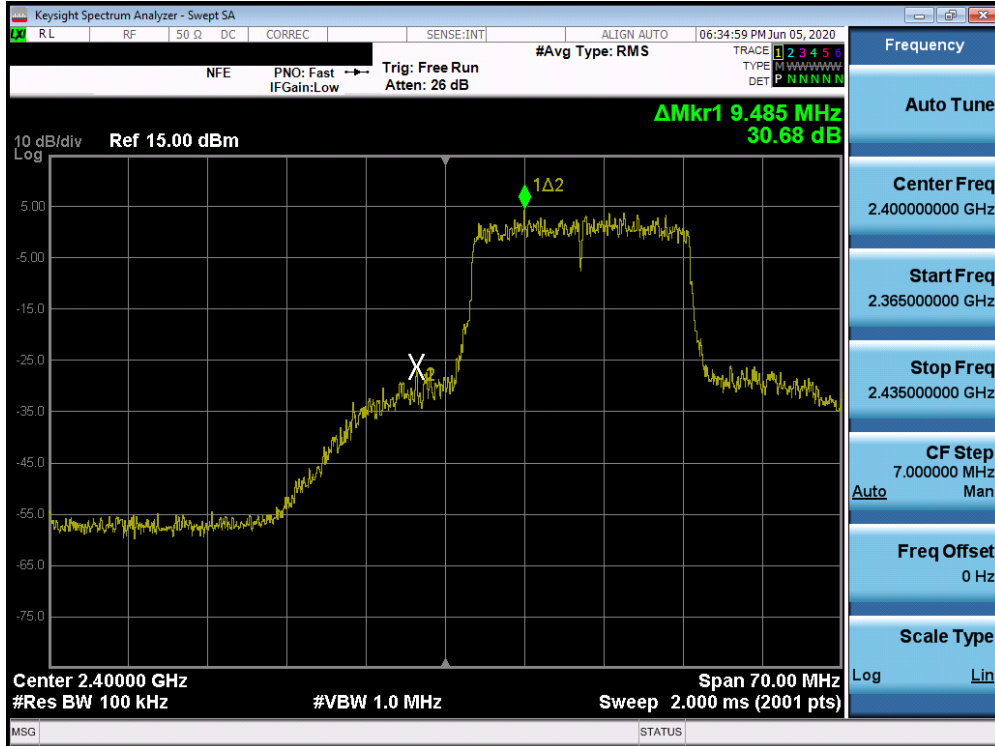 Keysight Spectrum Analyzer - Swept SA
LXI RL RF 50 Ω DC CORREC SENSE:INT ALIGN AUTO 06:34:59 PM Jun 05, 2020
NFE PNO: Fast Trig: Free Run #Avg Type: RMS TRACE 1 2 3 4 5 6
IFGain:Low Atten: 26 dB TYPE M W W W W W
DET P N N N N N
ΔMkr1 9.485 MHz
30.68 dB
10 dB/div Ref 15.00 dBm
Log
1Δ2
5.00
-5.00
-15.0
-25.0
2
-35.0
-45.0
-55.0
-65.0
-75.0
Center 2.40000 GHz Span 70.00 MHz
#Res BW 100 kHz #VBW 1.0 MHz Sweep 2.000 ms (2001 pts)
MSG STATUS
Frequency
Auto Tune
Center Freq
2.400000000 GHz
Start Freq
2.365000000 GHz
Stop Freq
2.435000000 GHz
CF Step
7.000000 MHz
Auto Man
Freq Offset
0 Hz
Scale Type
Log Lin